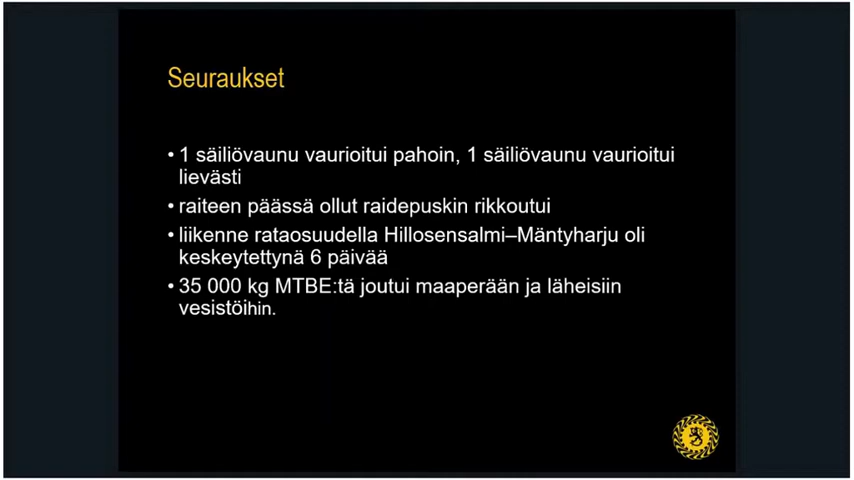 Seuraukset
• 1 säiliövaunu vaurioitui pahoin, 1 säiliövaunu vaurioitui
lievästi
• raiteen päässä ollut raidepuskin rikkoutui
• liikenne rataosuudella Hillosensalmi–Mäntyharju oli
keskeytettynä 6 päivää
• 35 000 kg MTBE:tä joutui maaperään ja läheisiin
vesistöihin.